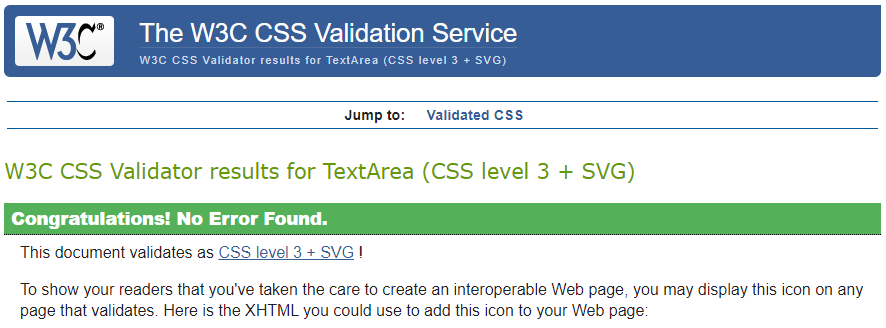 W3C®
The W3C CSS Validation Service
W3C CSS Validator results for TextArea (CSS level 3 + SVG)
Jump to: Validated CSS
W3C CSS Validator results for TextArea (CSS level 3 + SVG)
Congratulations! No Error Found.
This document validates as CSS level 3 + SVG !
To show your readers that you've taken the care to create an interoperable Web page, you may display this icon on any
page that validates. Here is the XHTML you could use to add this icon to your Web page: